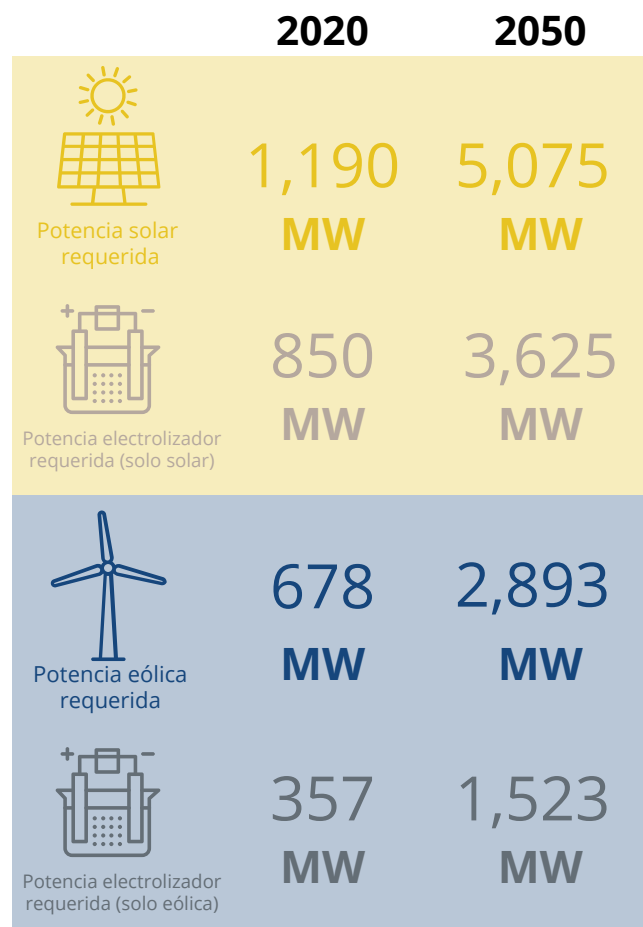 2020 2050
1,190 5,075
MW MW
Potencia solar
requerida
850 3,625
MW MW
Potencia electrolizador
requerida (solo solar)
678 2,893
MW MW
Potencia eólica
requerida
357 1,523
MW MW
Potencia electrolizador
requerida (solo eólica)